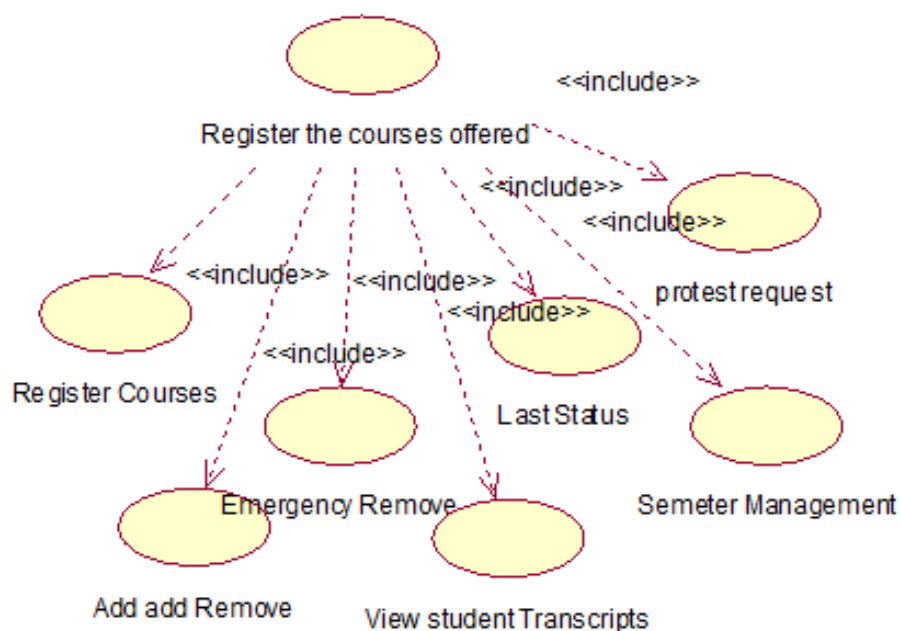 <<include>>
Register the courses offered
<<include>>
<<include>>
<<include>>
<<include>>
protest request
<<include>>
<<include>>
Register Courses
Last Status
Emergency Remove
Semeter Management
Add add Remove
View student Transcripts